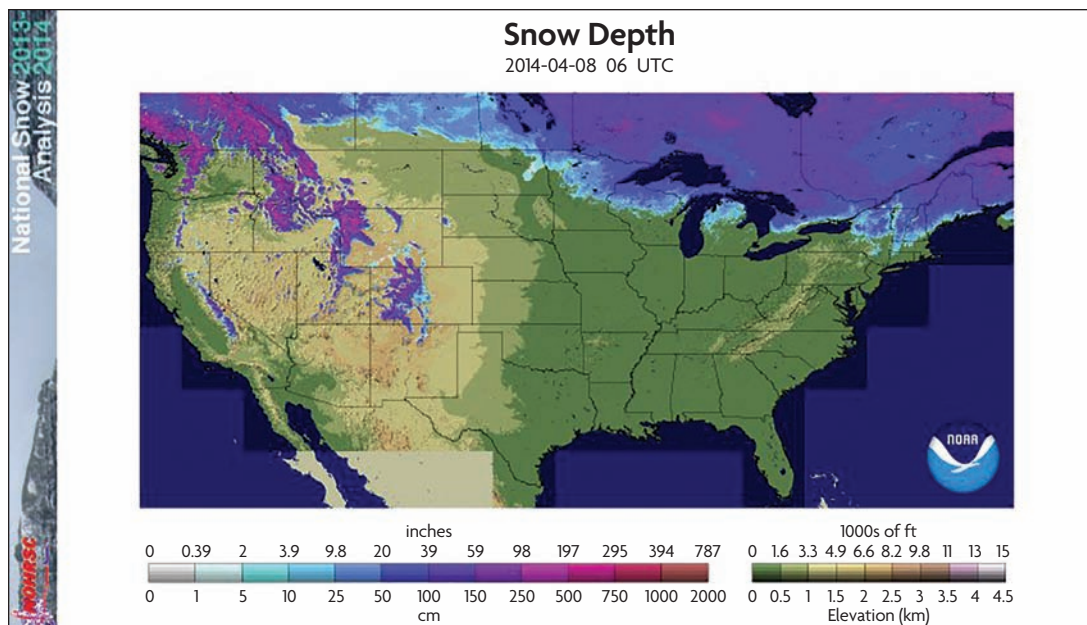 National Snow 2013-
Analysis 2014
NOHRSC
Snow Depth
2014-04-08 06 UTC
NOAA
inches
0 0.39 2 3.9 9.8 20 39 59 98 197 295 394 787
0 1 5 10 25 50 100 150 250 500 750 1000 2000
cm
1000s of ft
0 1.6 3.3 4.9 6.6 8.2 9.8 11 13 15
0 0.5 1 1.5 2 2.5 3 3.5 4 4.5
Elevation (km)